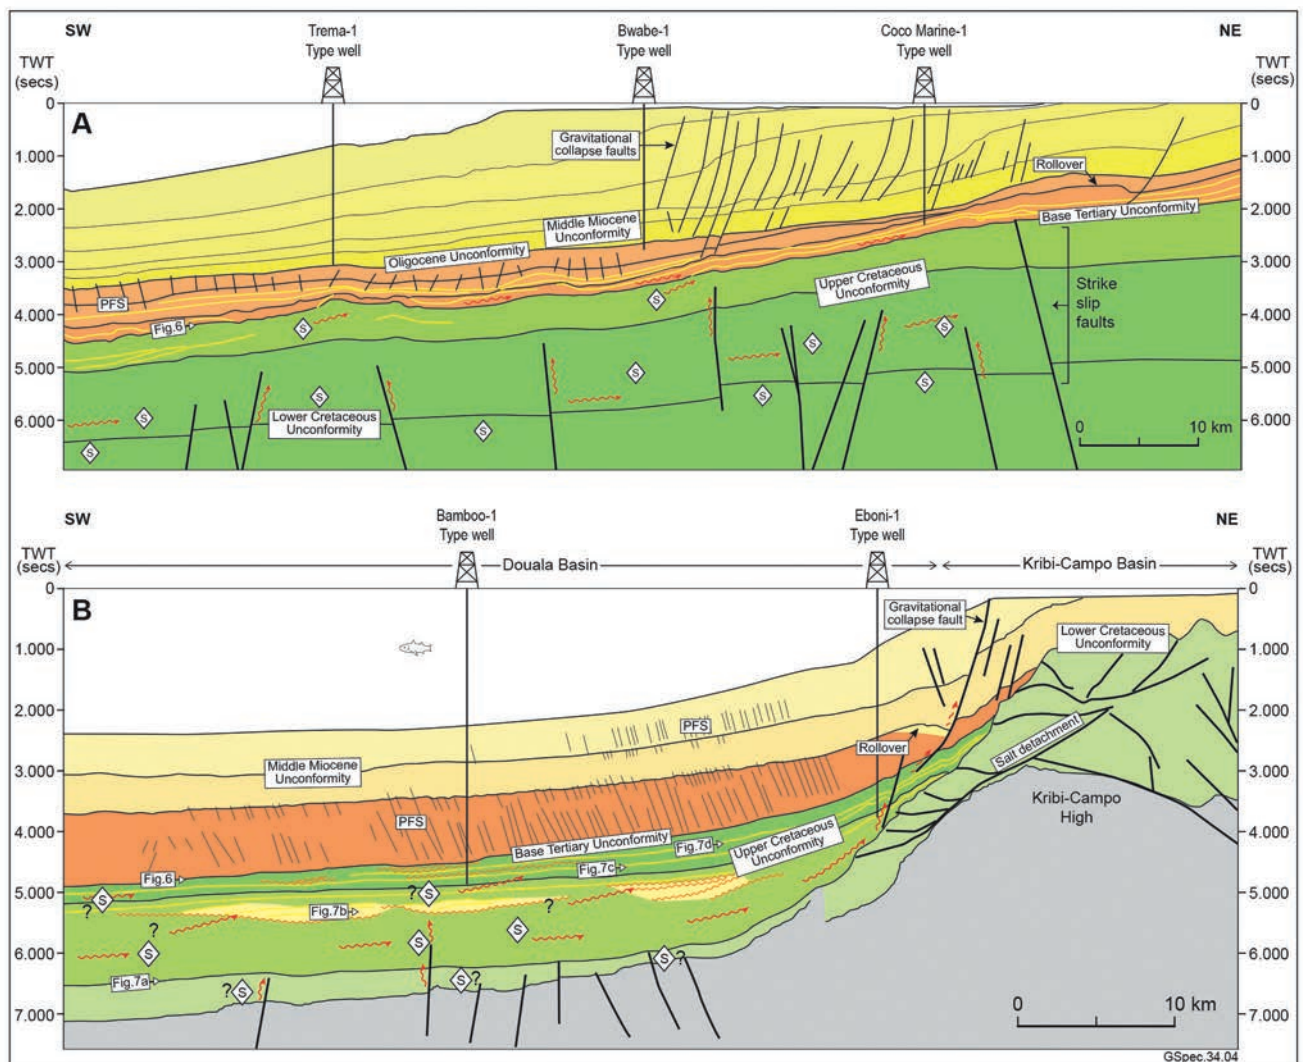 SW
Trema-1
Type well
Bwabe-1
Type well
Coco Marine-1
Type well
NE
TWT
(secs)
TWT
(secs)
A
0
1.000
2.000
3.000
4.000
5.000
6.000
0
1.000
2.000
3.000
4.000
5.000
6.000
Gravitational
collapse faults
Rollover
Middle Miocene
Unconformity
Base Tertiary Unconformity
Oligocene Unconformity
PFS
Fig.6
Upper Cretaceous
Unconformity
Strike
slip
faults
S
S
S
S
S
S
S
S
S
S
Lower Cretaceous
Unconformity
0
10 km
SW
Bamboo-1
Type well
Eboni-1
Type well
NE
TWT
(secs)
Douala Basin
Kribi-Campo Basin
TWT
(secs)
B
0
1.000
2.000
3.000
4.000
5.000
6.000
7.000
0
1.000
2.000
3.000
4.000
5.000
6.000
7.000
Gravitational
collapse fault
Lower Cretaceous
Unconformity
PFS
Rollover
Salt detachment
Middle Miocene
Unconformity
Kribi-Campo
High
PFS
Base Tertiary Unconformity
Fig.7d
Upper Cretaceous
Unconformity
Fig.6
Fig.7c
S
?
? S
Fig.7b
?
?
S
S
S
S ?
Fig.7a
? S
S ?
0
10 km
GSpec.34.04